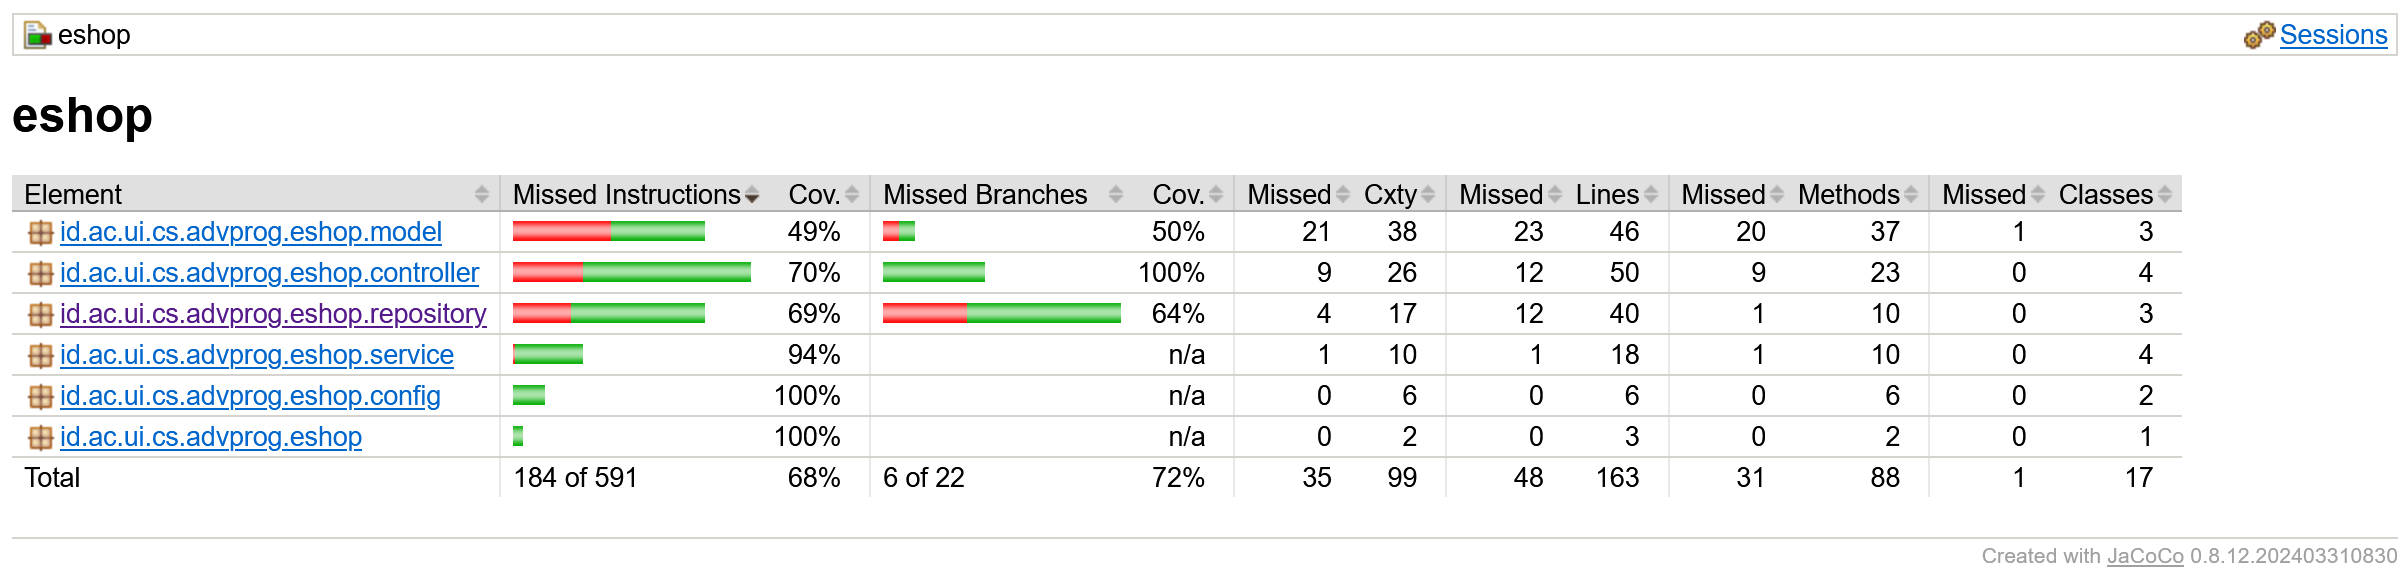 eshop Sessions
eshop
Element Missed Instructions Cov. Missed Branches Cov. Missed Cxty Missed Lines Missed Methods Missed Classes
id.ac.ui.cs.advprog.eshop.model 49% 50% 21 38 23 46 20 37 1 3
id.ac.ui.cs.advprog.eshop.controller 70% 100% 9 26 12 50 9 23 0 4
id.ac.ui.cs.advprog.eshop.repository 69% 64% 4 17 12 40 1 10 0 3
id.ac.ui.cs.advprog.eshop.service 94% n/a 1 10 1 18 1 10 0 4
id.ac.ui.cs.advprog.eshop.config 100% n/a 0 6 0 6 0 6 0 2
id.ac.ui.cs.advprog.eshop 100% n/a 0 2 0 3 0 2 0 1
Total 184 of 591 68% 6 of 22 72% 35 99 48 163 31 88 1 17
Created with JaCoCo 0.8.12.202403310830